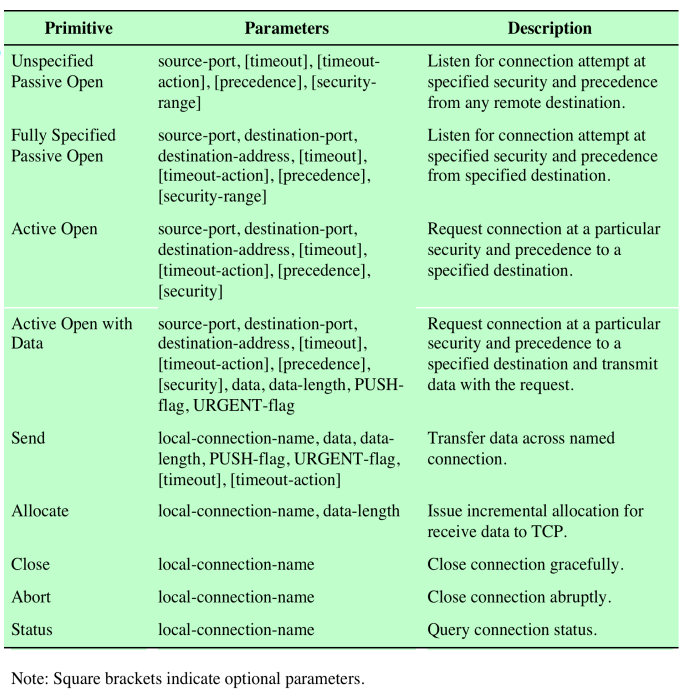 Primitive Parameters Description
Unspecified Passive Open
source-port, [timeout], [timeout-
action], [precedence], [security-
range]
Listen for connection attempt at
specified security and precedence
from any remote destination.
Fully Specified
Passive Open
source-port, destination-port,
destination-address, [timeout],
[timeout-action], [precedence],
[security-range]
Listen for connection attempt at
specified security and precedence
from specified destination.
Active Open
source-port, destination-port,
destination-address, [timeout],
[timeout-action], [precedence],
[security]
Request connection at a particular
security and precedence to a
specified destination.
Active Open with
Data
source-port, destination-port,
destination-address, [timeout],
[timeout-action], [precedence],
[security], data, data-length, PUSH-
flag, URGENT-flag
Request connection at a particular
security and precedence to a
specified destination and transmit
data with the request.
Send
local-connection-name, data, data-
length, PUSH-flag, URGENT-flag,
[timeout], [timeout-action]
Transfer data across named
connection.
Allocate
local-connection-name, data-length
Issue incremental allocation for
receive data to TCP.
Close
local-connection-name
Close connection gracefully.
Abort
local-connection-name
Close connection abruptly.
Status
local-connection-name
Query connection status.
Note: Square brackets indicate optional parameters.